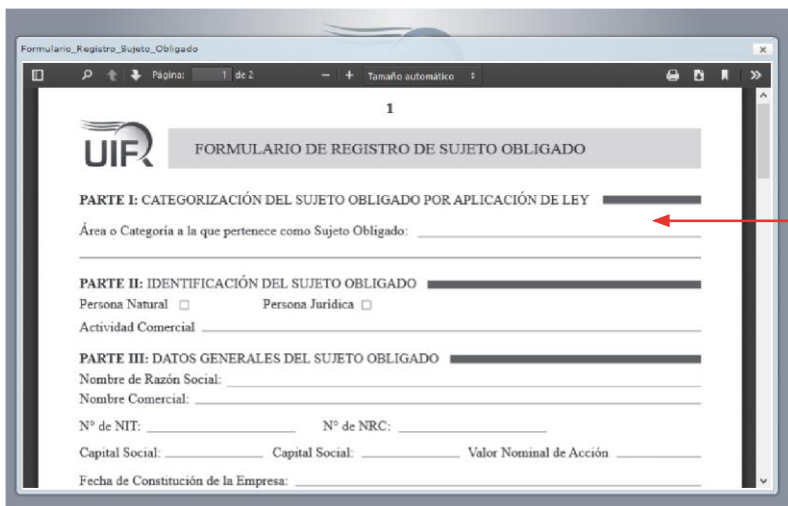 Formulario_Registro_Sujeto_Obligado
Página: 1 de 2 − + Tamaño automático
1
UIF
FORMULARIO DE REGISTRO DE SUJETO OBLIGADO
PARTE I: CATEGORIZACIÓN DEL SUJETO OBLIGADO POR APLICACIÓN DE LEY
Área o Categoría a la que pertenece como Sujeto Obligado:
PARTE II: IDENTIFICACIÓN DEL SUJETO OBLIGADO
Persona Natural Persona Jurídica
Actividad Comercial
PARTE III: DATOS GENERALES DEL SUJETO OBLIGADO
Nombre de Razón Social:
Nombre Comercial:
N° de NIT: N° de NRC:
Capital Social: Capital Social: Valor Nominal de Acción
Fecha de Constitución de la Empresa: